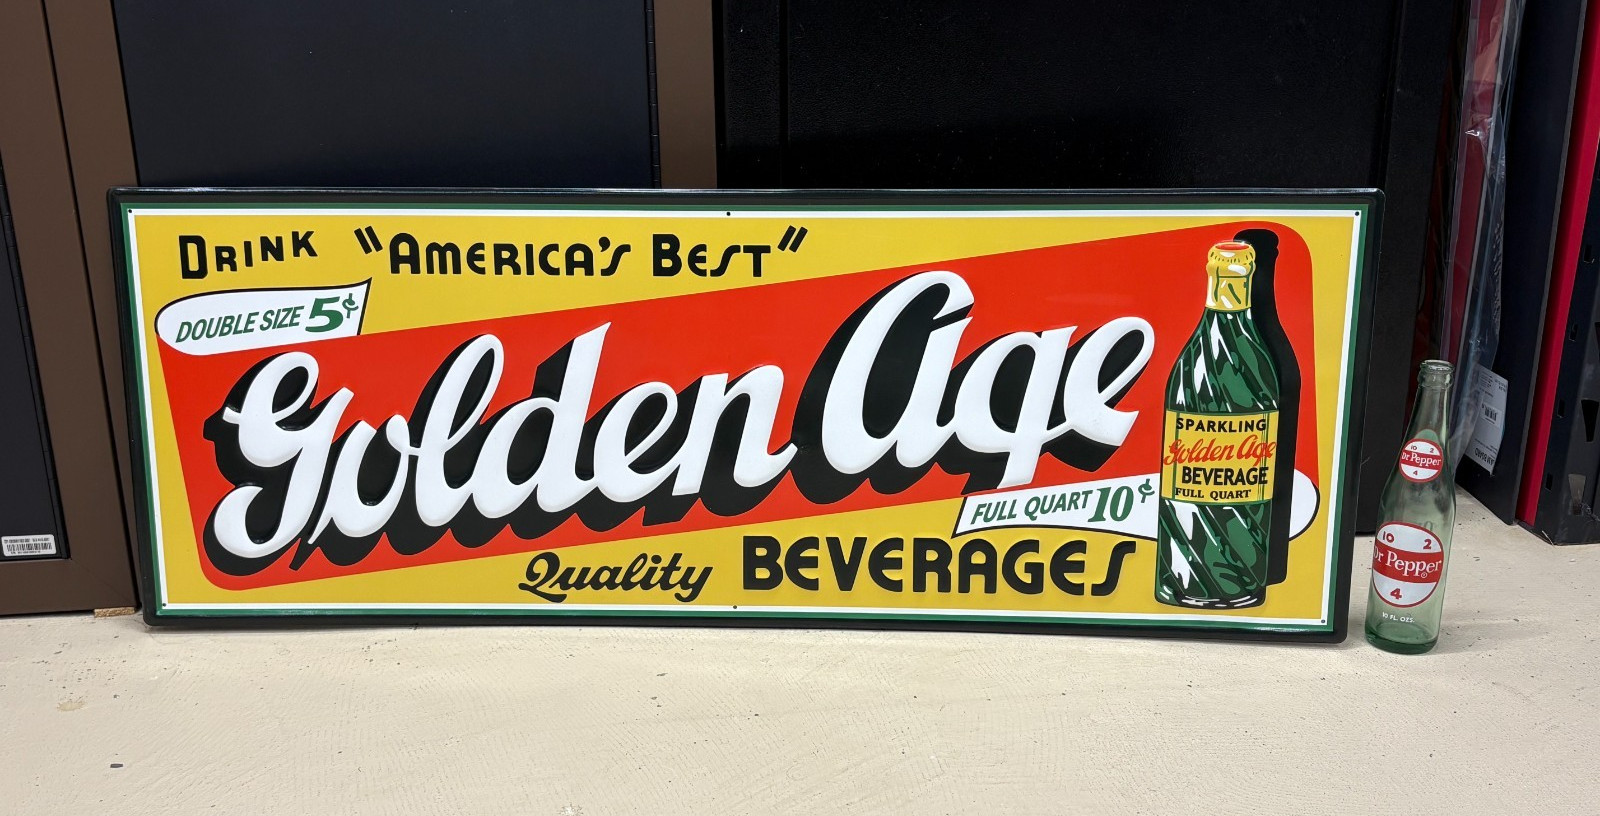 DRINK "AMERICA'S BEST"
DOUBLE SIZE 5¢
Golden Age
FULL QUART 10¢
Quality BEVERAGES
SPARKLING
Golden Age
BEVERAGE
FULL QUART
10 2
Dr Pepper
4
10 2
Dr Pepper
4
10 FL. OZS.